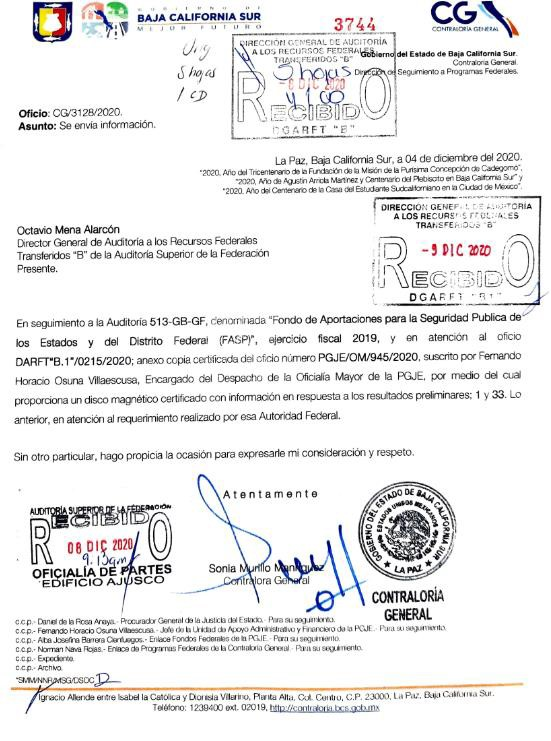 GOBIERNO DE
BAJA CALIFORNIA SUR
MEJOR FUTURO
CG
CONTRALORÍA GENERAL
3744
5 hojas
1 CD
DIRECCIÓN GENERAL DE AUDITORÍA
A LOS RECURSOS FEDERALES
TRANSFERIDOS "B"
5 hojas
DIC 2020
RECIBIDO
DGARFT "B"
Gobierno del Estado de Baja California Sur.
Contraloría General.
Dirección de Seguimiento a Programas Federales.
Oficio: CG/3128/2020.
Asunto: Se envía información.
La Paz, Baja California Sur, a 04 de diciembre del 2020.
"2020, Año del Tricentenario de la Fundación de la Misión de la Purísima Concepción de Cadegomo",
"2020, Año de Agustín Arriola Martínez y Centenario del Plebiscito en Baja California Sur" y
"2020, Año del Centenario de la Casa del Estudiante Sudcaliforniano en la Ciudad de México".
DIRECCIÓN GENERAL DE AUDITORÍA
A LOS RECURSOS FEDERALES
TRANSFERIDOS "B"
- 9 DIC 2020
RECIBIDO
DGARFT "B1"
Octavio Mena Alarcón
Director General de Auditoría a los Recursos Federales
Transferidos "B" de la Auditoría Superior de la Federación
Presente.
En seguimiento a la Auditoría 513-GB-GF, denominada "Fondo de Aportaciones para la Seguridad Publica de
los Estados y del Distrito Federal (FASP)", ejercicio fiscal 2019, y en atención al oficio
DARFT"B.1"/0215/2020; anexo copia certificada del oficio número PGJE/OM/945/2020, suscrito por Fernando
Horacio Osuna Villaescusa, Encargado del Despacho de la Oficialía Mayor de la PGJE, por medio del cual
proporciona un disco magnético certificado con información en respuesta a los resultados preliminares; 1 y 33. Lo
anterior, en atención al requerimiento realizado por esa Autoridad Federal.
Sin otro particular, hago propicia la ocasión para expresarle mi consideración y respeto.
Atentamente
AUDITORÍA SUPERIOR DE LA FEDERACIÓN
RECIBIDO
08 DIC 2020
OFICIALÍA DE PARTES
EDIFICIO AJUSCO
Sonia Murillo Manríquez
Contralora General
GOBIERNO DEL ESTADO DE BAJA CALIFORNIA SUR
ESTADOS UNIDOS MEXICANOS
LA PAZ
CONTRALORÍA
GENERAL
c.c.p.- Daniel de la Rosa Anaya.- Procurador General de la Justicia del Estado.- Para su seguimiento.
c.c.p.- Fernando Horacio Osuna Villaescusa.- Jefe de la Unidad de Apoyo Administrativo y Financiero de la PGJE.- Para su seguimiento.
c.c.p.- Alba Josefina Barrera Cienfuegos.- Enlace Fondos Federales de la PGJE.- Para su seguimiento.
c.c.p.- Norman Nava Rojas.- Enlace de Programas Federales de la Contraloría General.- Para su seguimiento.
c.c.p.- Expediente.
c.c.p.- Archivo.
*SMM/NNR/MSG/DSOC
Ignacio Allende entre Isabel la Católica y Dionisia Villarino, Planta Alta, Col. Centro, C.P. 23000, La Paz, Baja California Sur.
Teléfono: 1239400 ext. 02019, http://contraloria.bcs.gob.mx